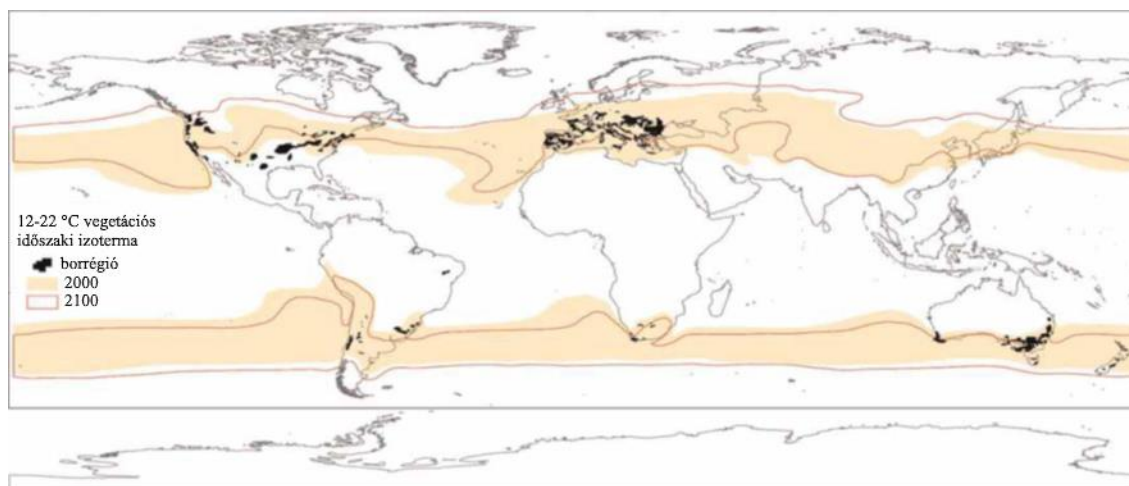 12-22 °C vegetációs
időszaki izoterma
borrégió
2000
2100